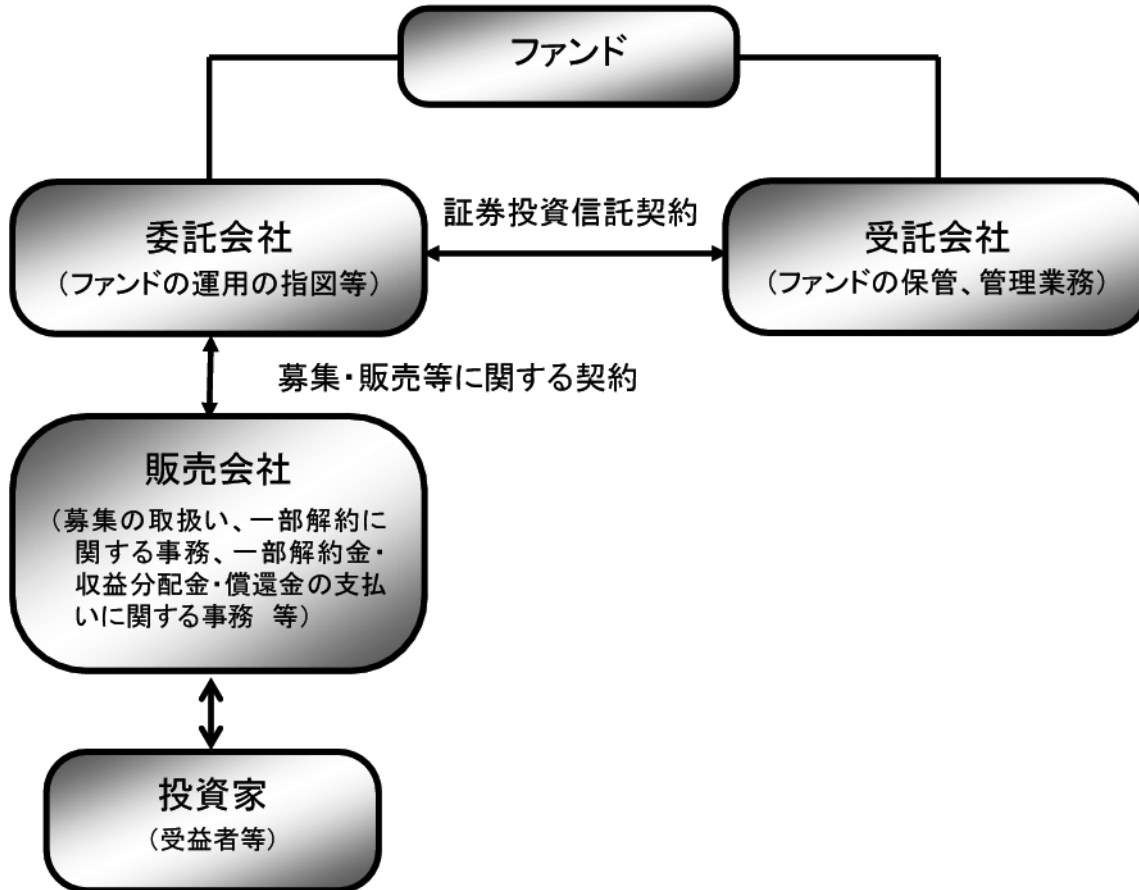 ファンド
証券投資信託契約
委託会社
（ファンドの運用の指図等）
受託会社
（ファンドの保管、管理業務）
募集・販売等に関する契約
販売会社
（募集の取扱い、一部解約に
関する事務、一部解約金・
収益分配金・償還金の支払
いに関する事務　等）
投資家
（受益者等）